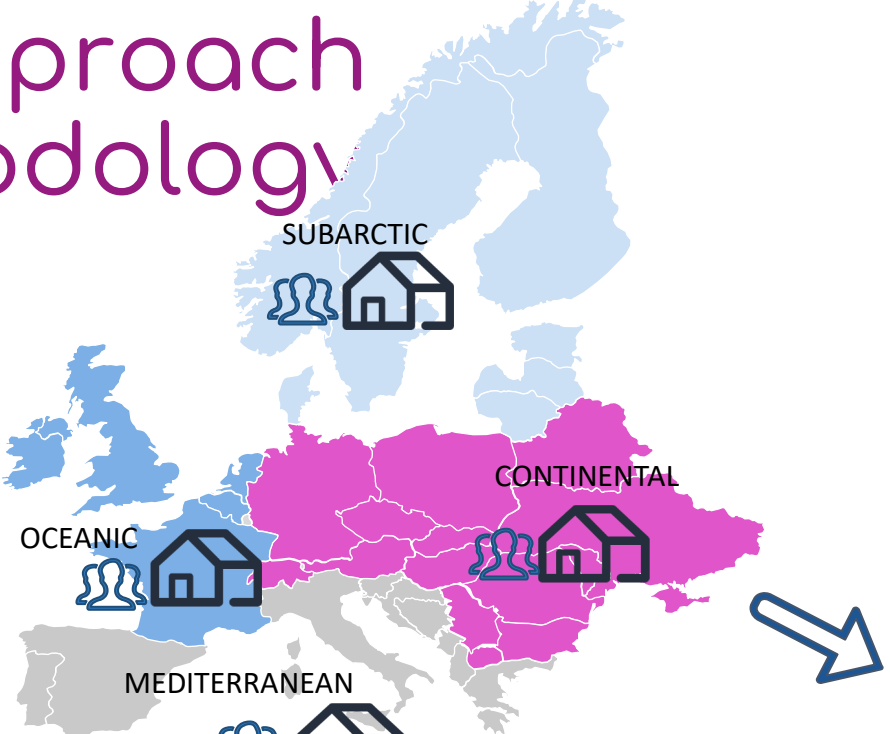 proach
odology
SUBARCTIC
CONTINENTAL
OCEANIC
MEDITERRANEAN